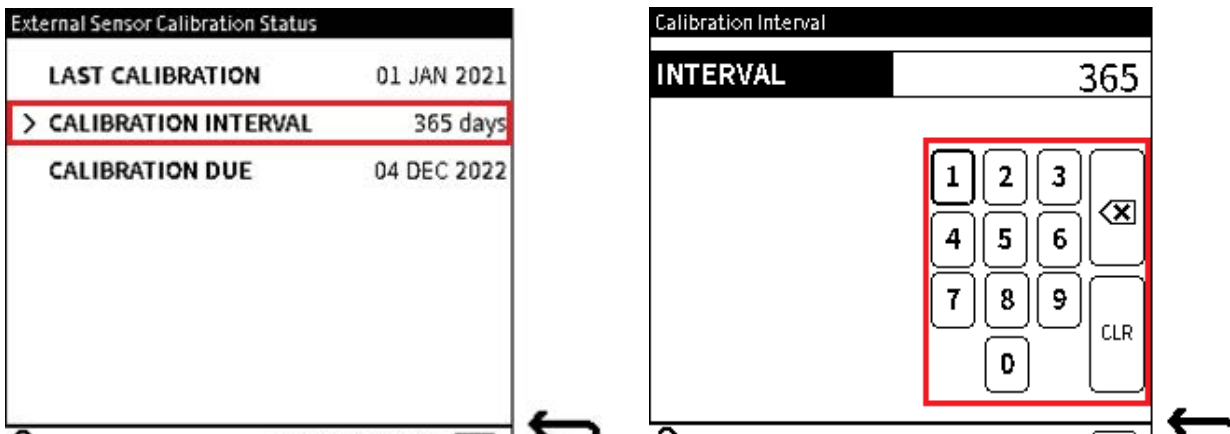 External Sensor Calibration Status
LAST CALIBRATION 01 JAN 2021
> CALIBRATION INTERVAL 365 days
CALIBRATION DUE 04 DEC 2022
Calibration Interval
INTERVAL 365
1 2 3
4 5 6
7 8 9
CLR
0